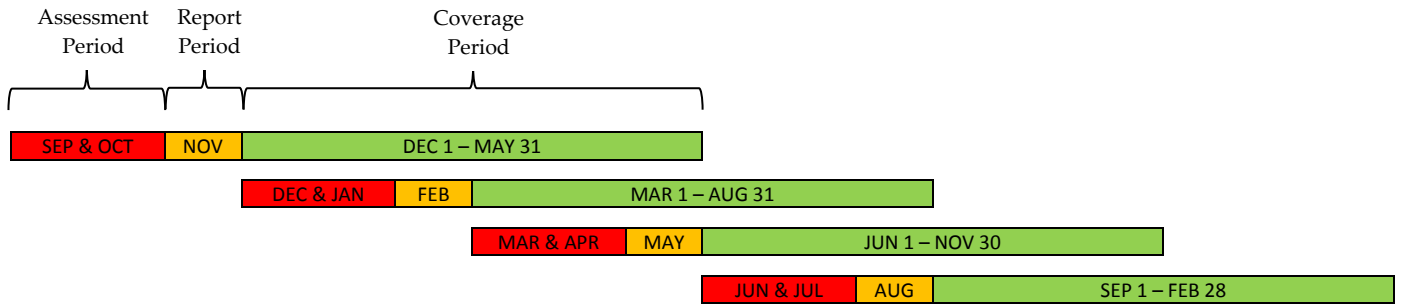 Assessment Period
Report Period
Coverage Period
SEP & OCT NOV DEC 1 – MAY 31
DEC & JAN FEB MAR 1 – AUG 31
MAR & APR MAY JUN 1 – NOV 30
JUN & JUL AUG SEP 1 – FEB 28